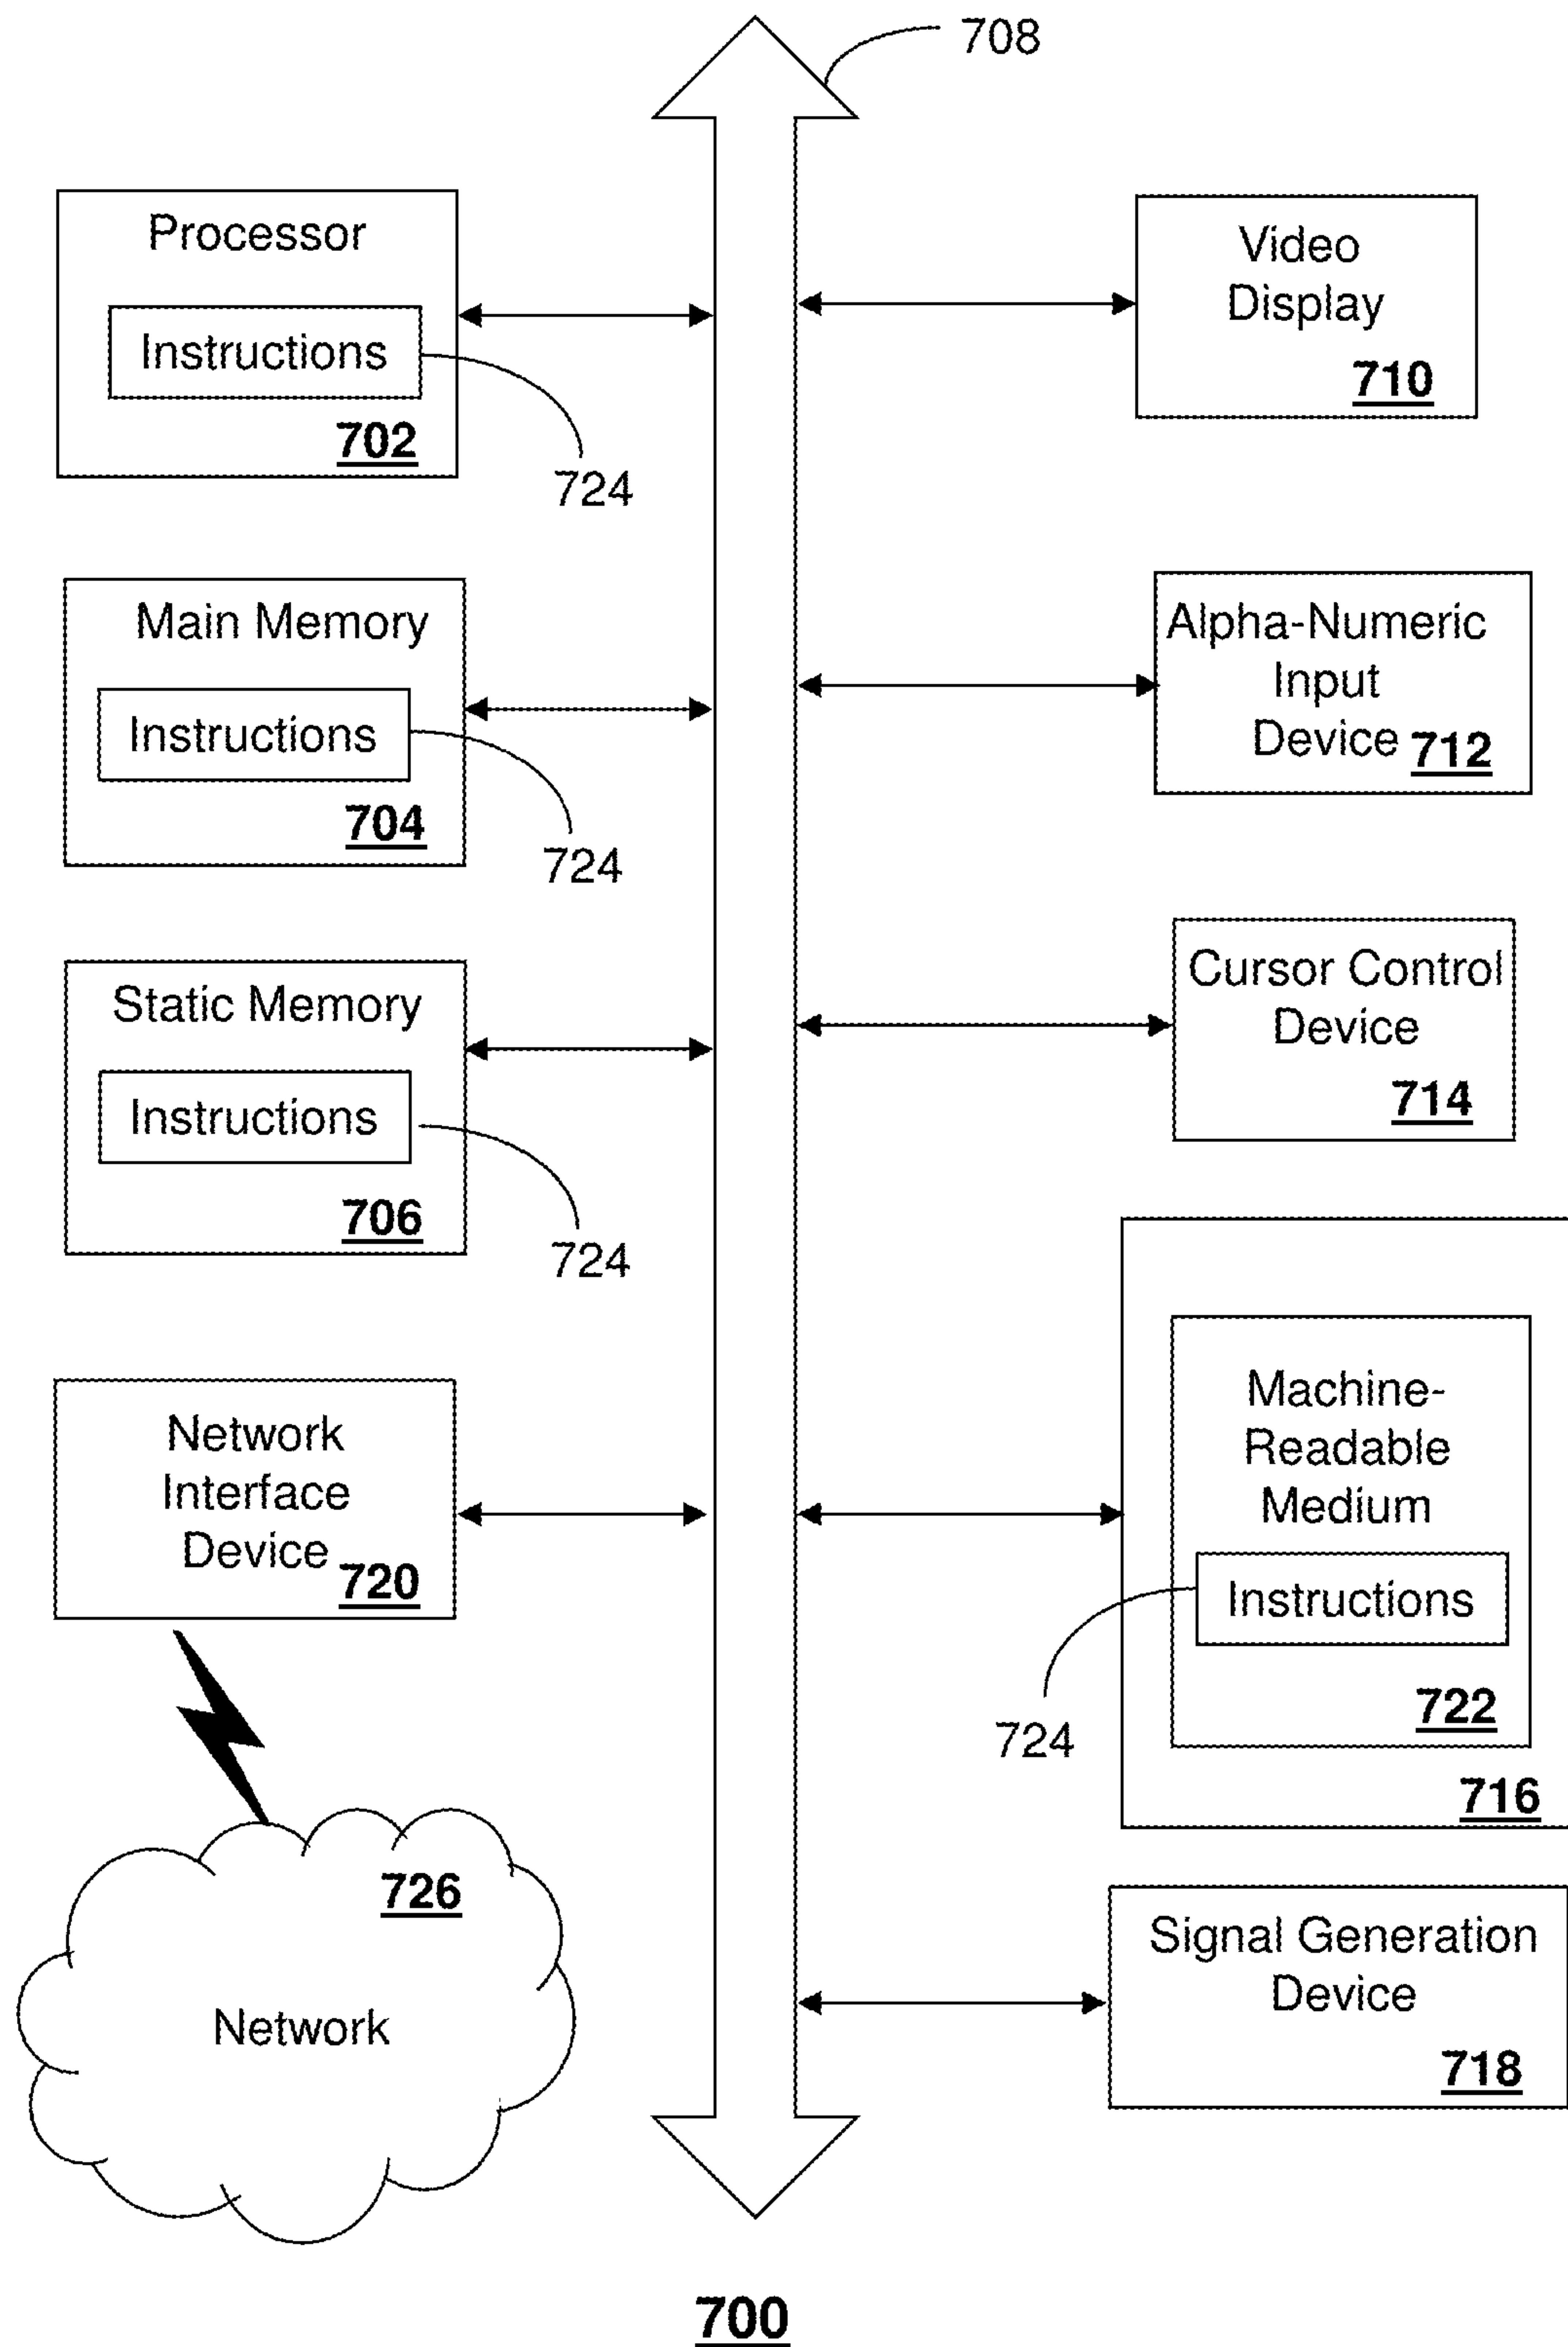 708
Processor
Instructions
702
724
Video
Display
710
Main Memory
Instructions
704
724
Alpha-Numeric
Input
Device 712
Static Memory
Instructions
706
724
Cursor Control
Device
714
Network
Interface
Device 720
Machine-
Readable
Medium
Instructions
722
724
716
726
Network
Signal Generation
Device
718
700